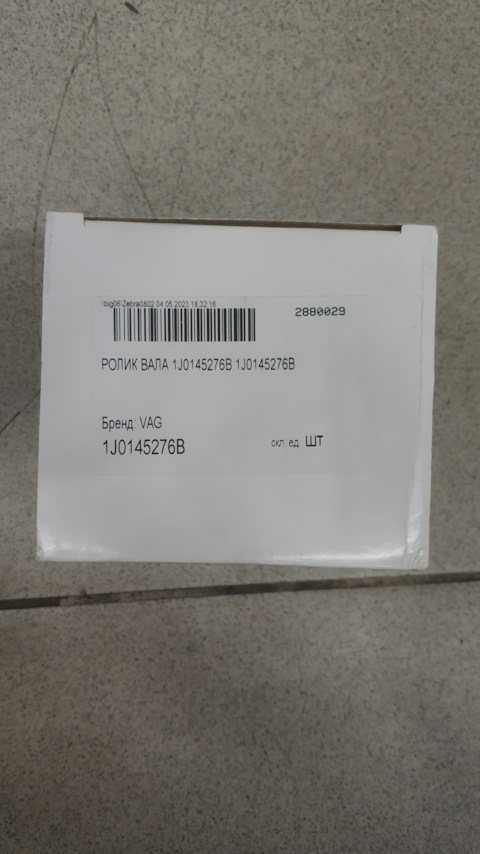 \\big06\Zebra0802 04.05.2023 18:32:16
2880029
РОЛИК ВАЛА 1J0145276B 1J0145276B
Бренд: VAG
1J0145276B
скл. ед. ШТ